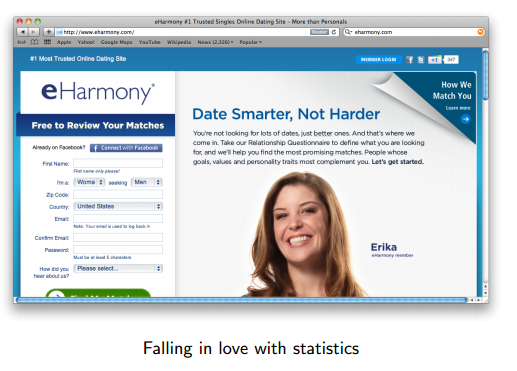 eHarmony #1 Trusted Singles Online Dating Site - More than Personals
http://www.eharmony.com/
Reader
eharmony.com
Apple Yahoo! Google Maps YouTube Wikipedia News (2,326) Popular
#1 Most Trusted Online Dating Site
MEMBER LOGIN
347
How We
Match You
Learn more
eHarmony®
Free to Review Your Matches
Already on Facebook? Connect with Facebook
First Name:
First name only please!
I'm a: Woma seeking Men
Zip Code:
Country: United States
Email:
Note: Your email is used to log back in
Confirm Email:
Password:
Must be at least 5 characters
How did you
hear about us?
Please select...
Date Smarter, Not Harder
You're not looking for lots of dates, just better ones. And that's where we
come in. Take our Relationship Questionnaire to define what you are looking
for, and we'll help you find the most promising matches. People whose
goals, values and personality traits most complement you. Let's get started.
Erika
eHarmony member
Falling in love with statistics